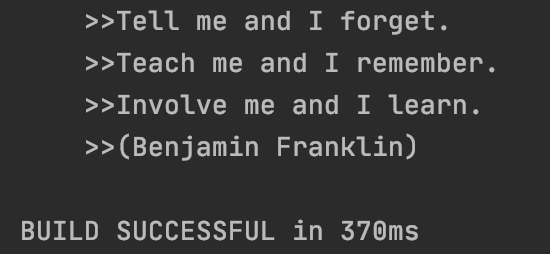 >>Tell me and I forget.
>>Teach me and I remember.
>>Involve me and I learn.
>>(Benjamin Franklin)
BUILD SUCCESSFUL in 370ms